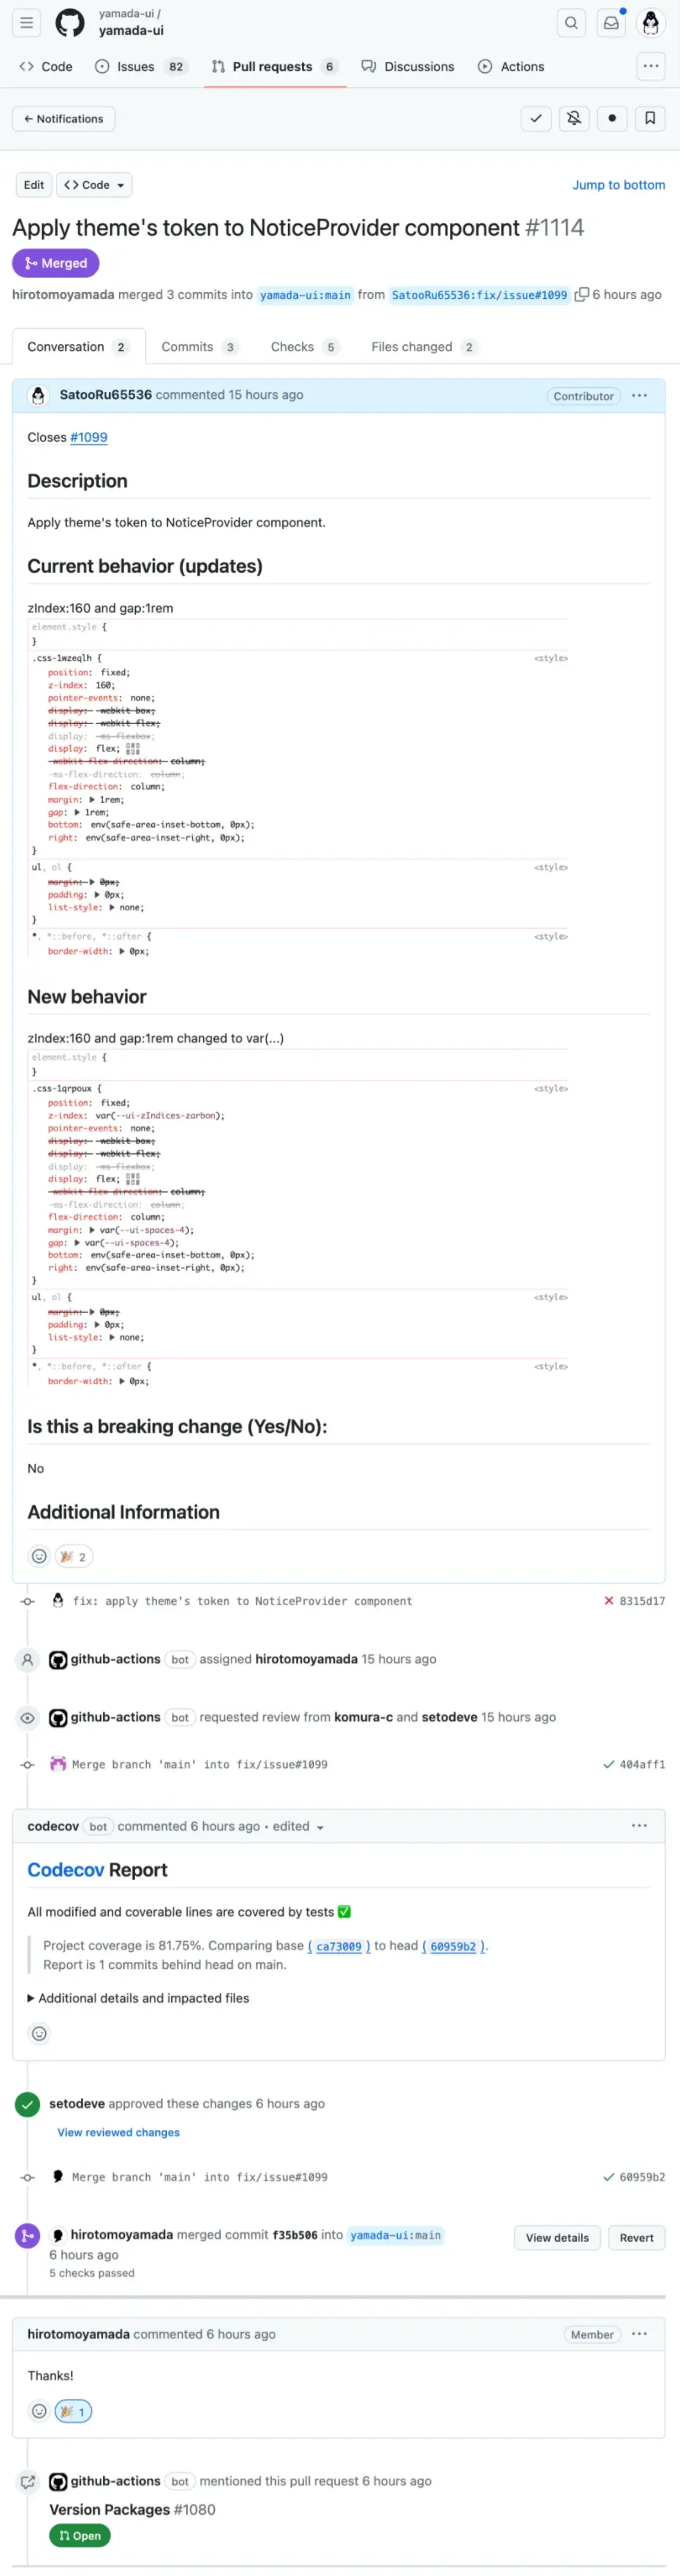 yamada-ui /
yamada-ui
Code
Issues 82
Pull requests 6
Discussions
Actions
← Notifications
Edit
<> Code
Jump to bottom
Apply theme's token to NoticeProvider component #1114
Merged
hirotomoyamada merged 3 commits into yamada-ui:main from SatooRu65536:fix/issue#1099 6 hours ago
Conversation 2
Commits 3
Checks 5
Files changed 2
SatooRu65536 commented 15 hours ago
Contributor
Closes #1099
Description
Apply theme's token to NoticeProvider component.
Current behavior (updates)
zIndex:160 and gap:1rem
element.style {
}
.css-1wzeqlh { <style>
position: fixed;
z-index: 160;
pointer-events: none;
display: -webkit-box;
display: -webkit-flex;
display: -ms-flexbox;
display: flex;
-webkit-flex-direction: column;
-ms-flex-direction: column;
flex-direction: column;
margin: ▶ 1rem;
gap: ▶ 1rem;
bottom: env(safe-area-inset-bottom, 0px);
right: env(safe-area-inset-right, 0px);
}
ul, ol { <style>
margin: ▶ 0px;
padding: ▶ 0px;
list-style: ▶ none;
}
*, *::before, *::after { <style>
border-width: ▶ 0px;
New behavior
zIndex:160 and gap:1rem changed to var(...)
element.style {
}
.css-1qrpoux { <style>
position: fixed;
z-index: var(--ui-zIndices-zarbon);
pointer-events: none;
display: -webkit-box;
display: -webkit-flex;
display: -ms-flexbox;
display: flex;
-webkit-flex-direction: column;
-ms-flex-direction: column;
flex-direction: column;
margin: ▶ var(--ui-spaces-4);
gap: ▶ var(--ui-spaces-4);
bottom: env(safe-area-inset-bottom, 0px);
right: env(safe-area-inset-right, 0px);
}
ul, ol { <style>
margin: ▶ 0px;
padding: ▶ 0px;
list-style: ▶ none;
}
*, *::before, *::after { <style>
border-width: ▶ 0px;
Is this a breaking change (Yes/No):
No
Additional Information
🎉 2
fix: apply theme's token to NoticeProvider component 8315d17
github-actions bot assigned hirotomoyamada 15 hours ago
github-actions bot requested review from komura-c and setodeve 15 hours ago
Merge branch 'main' into fix/issue#1099 404aff1
codecov bot commented 6 hours ago • edited
Codecov Report
All modified and coverable lines are covered by tests ✅
Project coverage is 81.75%. Comparing base (ca73009) to head (60959b2).
Report is 1 commits behind head on main.
▶ Additional details and impacted files
setodeve approved these changes 6 hours ago
View reviewed changes
Merge branch 'main' into fix/issue#1099 60959b2
hirotomoyamada merged commit f35b506 into yamada-ui:main
6 hours ago
5 checks passed
View details
Revert
hirotomoyamada commented 6 hours ago
Member
Thanks!
🎉 1
github-actions bot mentioned this pull request 6 hours ago
Version Packages #1080
Open